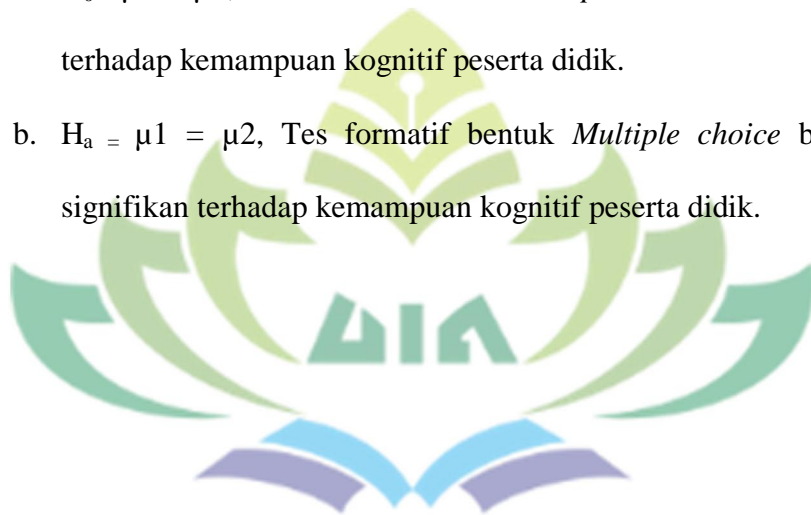 terhadap kemampuan kognitif peserta didik.
b. Hₐ ₌ µ1 = µ2, Tes formatif bentuk Multiple choice b
signifikan terhadap kemampuan kognitif peserta didik.
UIN